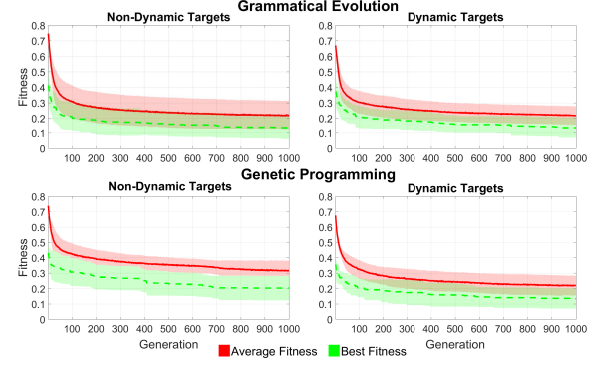 Grammatical Evolution
Non-Dynamic Targets
Dynamic Targets
Fitness
0.8
0.7
0.6
0.5
0.4
0.3
0.2
0.1
0
100 200 300 400 500 600 700 800 900 1000
0.8
0.7
0.6
0.5
0.4
0.3
0.2
0.1
0
100 200 300 400 500 600 700 800 900 1000
Genetic Programming
Non-Dynamic Targets
Dynamic Targets
Fitness
0.8
0.7
0.6
0.5
0.4
0.3
0.2
0.1
0
100 200 300 400 500 600 700 800 900 1000
Generation
0.8
0.7
0.6
0.5
0.4
0.3
0.2
0.1
0
100 200 300 400 500 600 700 800 900 1000
Generation
Average Fitness
Best Fitness